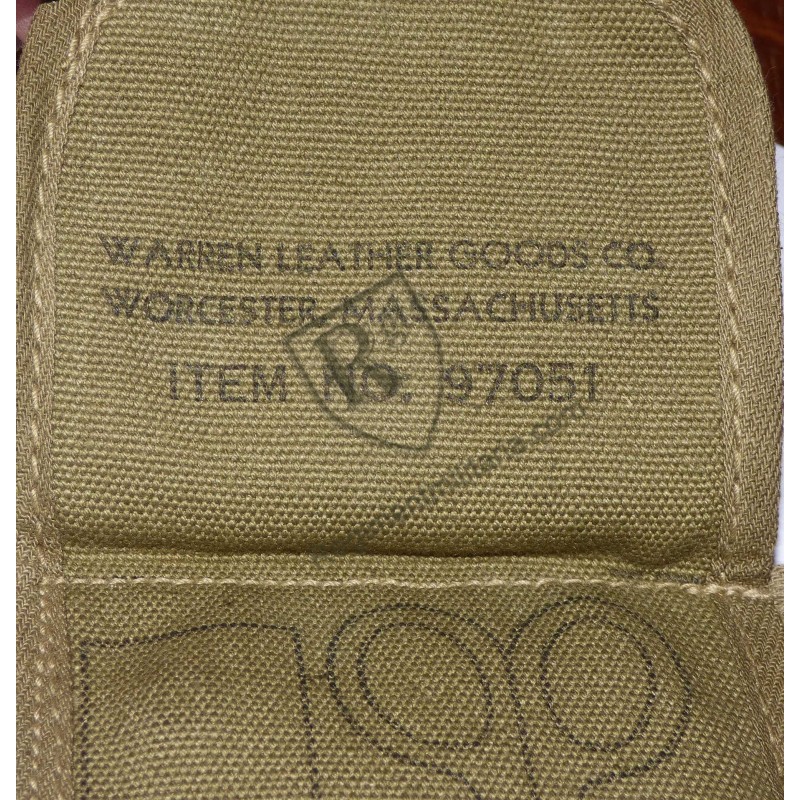 WARREN LEATHER GOODS CO.
WORCESTER, MASSACHUSETTS
ITEM NO. 97051